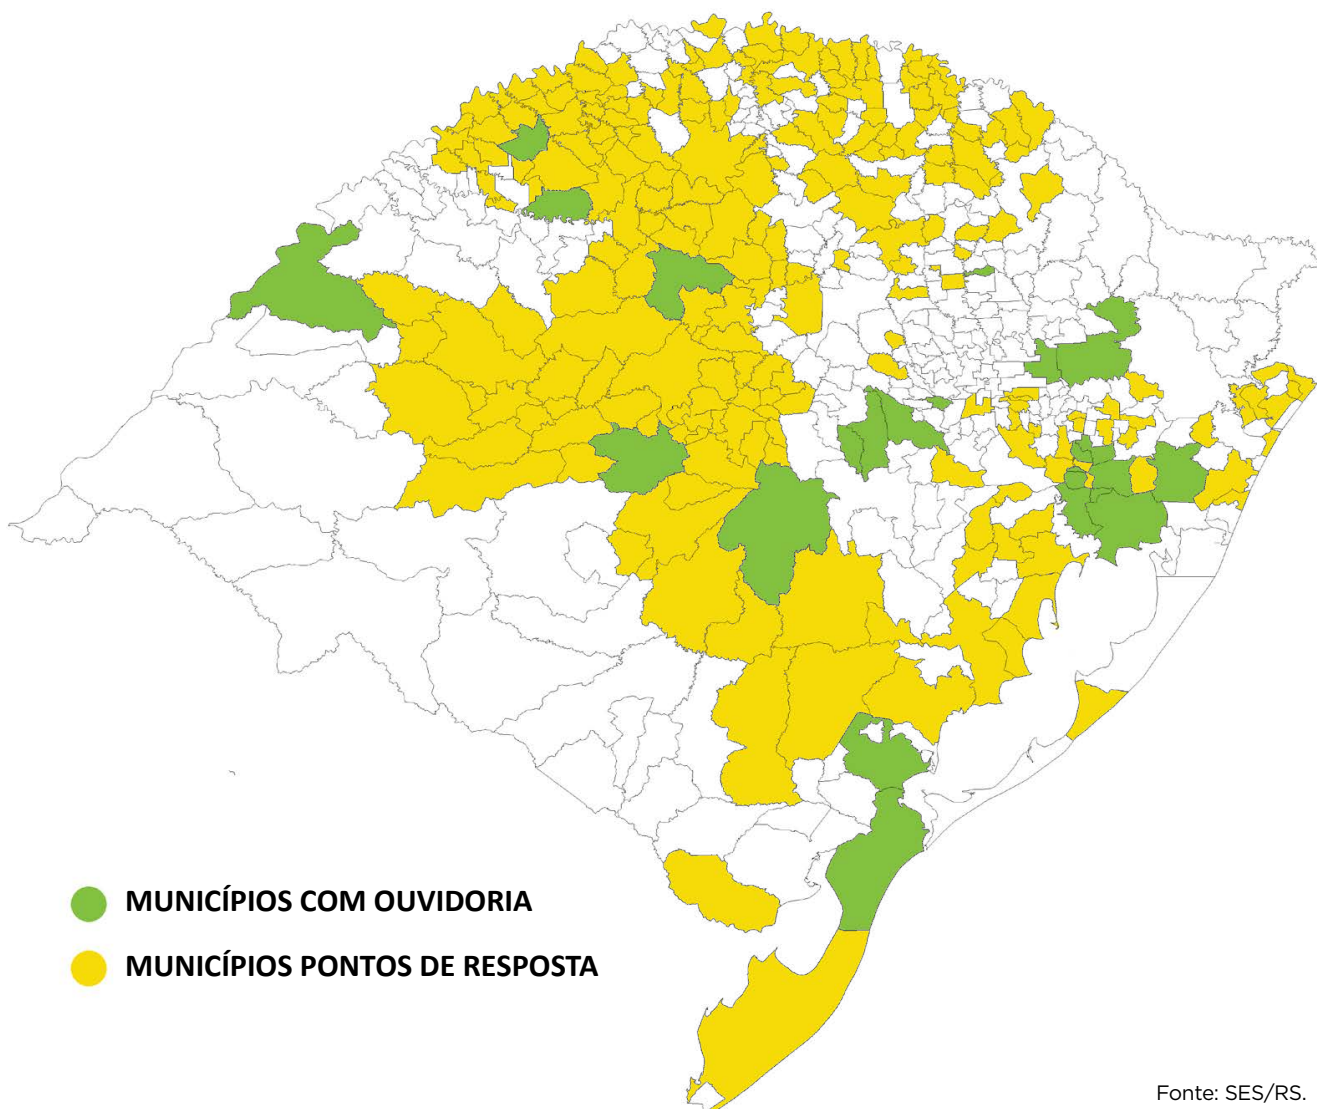 MUNICÍPIOS COM OUVIDORIA
MUNICÍPIOS PONTOS DE RESPOSTA
Fonte: SES/RS.